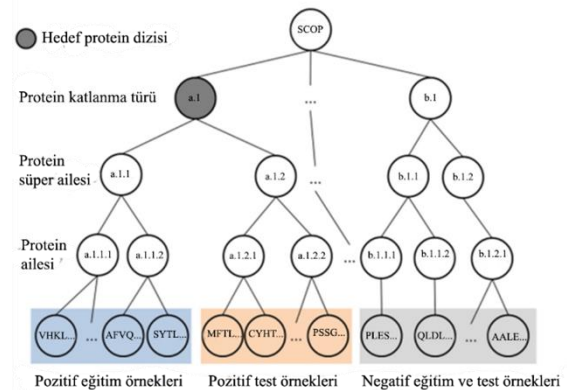 SCOP
Hedef protein dizisi
Protein katlanma türü
a.1
...
b.1
Protein
süper ailesi
a.1.1
a.1.2
...
b.1.1
b.1.2
Protein
ailesi
a.1.1.1
a.1.1.2
a.1.2.1
a.1.2.2
...
b.1.1.1
b.1.1.2
b.1.2.1
VHKL...
...
AFVQ...
SYTL...
MFTL...
CYHT...
...
PSSG...
PLES...
QLDL...
...
AALE...
Pozitif eğitim örnekleri
Pozitif test örnekleri
Negatif eğitim ve test örnekleri